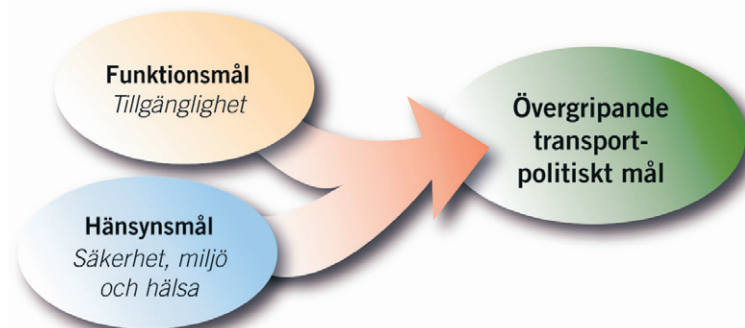 Funktionsmål
Tillgänglighet
Hänsynsmål
Säkerhet, miljö
och hälsa
Övergripande
transport-
politiskt mål